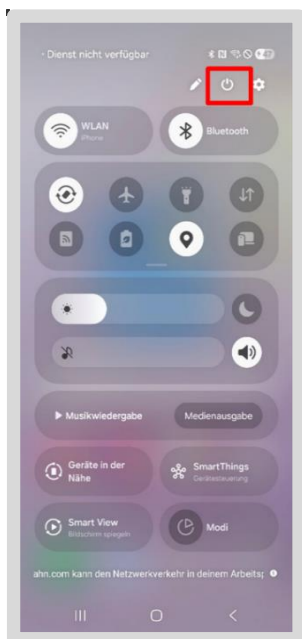 Dienst nicht verfügbar
WLAN
iPhone
Bluetooth
▶ Musikwiedergabe
Medienausgabe
Geräte in der
Nähe
SmartThings
Gerätesteuerung
Smart View
Bildschirm spiegeln
Modi
ahn.com kann den Netzwerkverkehr in deinem Arbeitsp